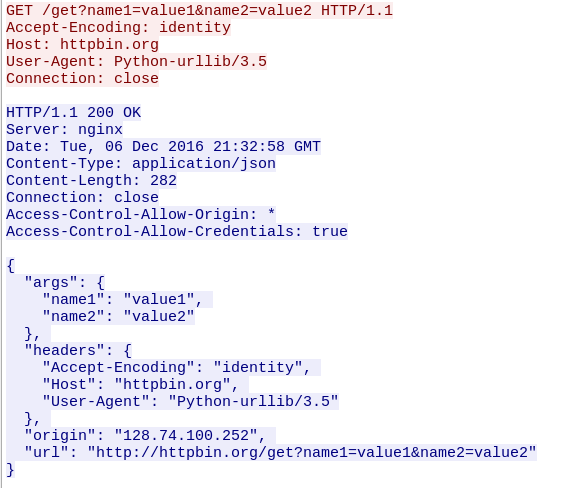 GET /get?name1=value1&name2=value2 HTTP/1.1
Accept-Encoding: identity
Host: httpbin.org
User-Agent: Python-urllib/3.5
Connection: close

HTTP/1.1 200 OK
Server: nginx
Date: Tue, 06 Dec 2016 21:32:58 GMT
Content-Type: application/json
Content-Length: 282
Connection: close
Access-Control-Allow-Origin: *
Access-Control-Allow-Credentials: true

{
  "args": {
    "name1": "value1",
    "name2": "value2"
  },
  "headers": {
    "Accept-Encoding": "identity",
    "Host": "httpbin.org",
    "User-Agent": "Python-urllib/3.5"
  },
  "origin": "128.74.100.252",
  "url": "http://httpbin.org/get?name1=value1&name2=value2"
}